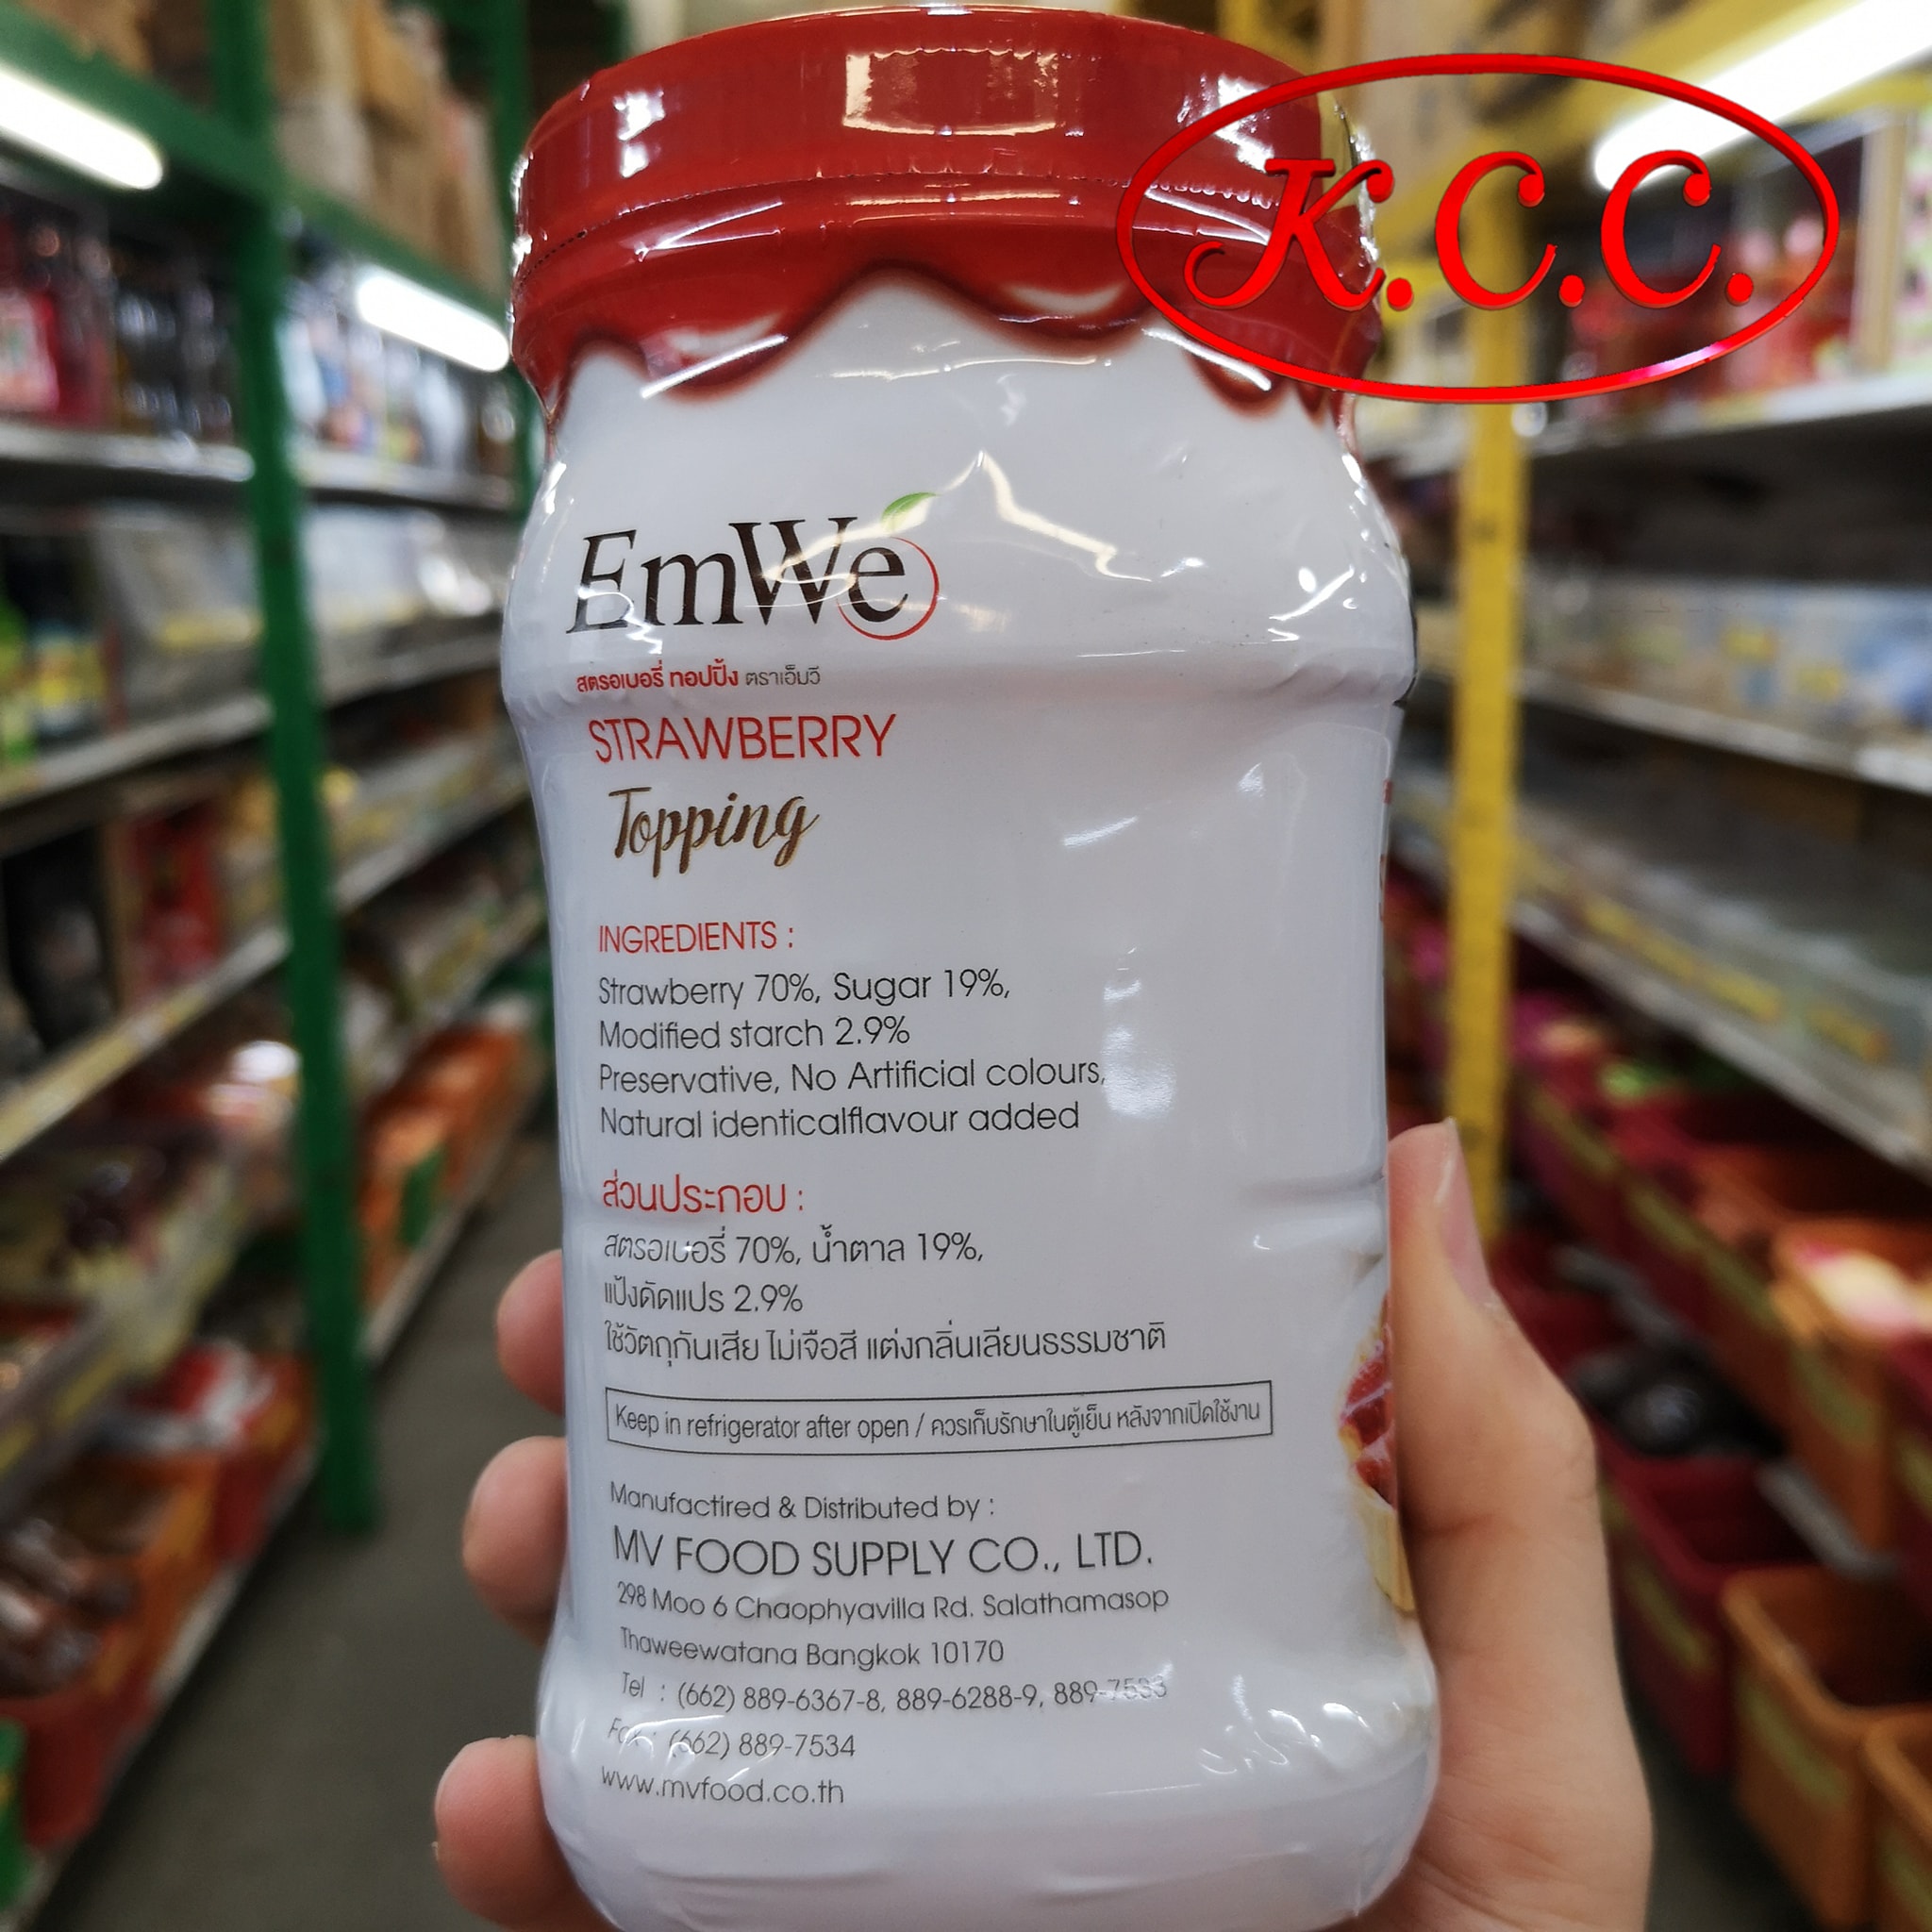 K.C.C.
EmWe
สตรอเบอรี่ ทอปปิ้ง ตราเอ็มวี
STRAWBERRY
Topping
INGREDIENTS :
Strawberry 70%, Sugar 19%,
Modified starch 2.9%
Preservative, No Artificial colours,
Natural identicalflavour added
ส่วนประกอบ :
สตรอเบอรี่ 70%, น้ำตาล 19%,
แป้งดัดแปร 2.9%
ใช้วัตถุกันเสีย ไม่เจือสี แต่งกลิ่นเลียนธรรมชาติ
Keep in refrigerator after open / ควรเก็บรักษาในตู้เย็น หลังจากเปิดใช้งาน
Manufactired & Distributed by :
MV FOOD SUPPLY CO., LTD.
298 Moo 6 Chaophyavilla Rd. Salathamasop
Thaweewatana Bangkok 10170
Tel : (662) 889-6367-8, 889-6288-9, 889-7533
Fax : (662) 889-7534
www.mvfood.co.th